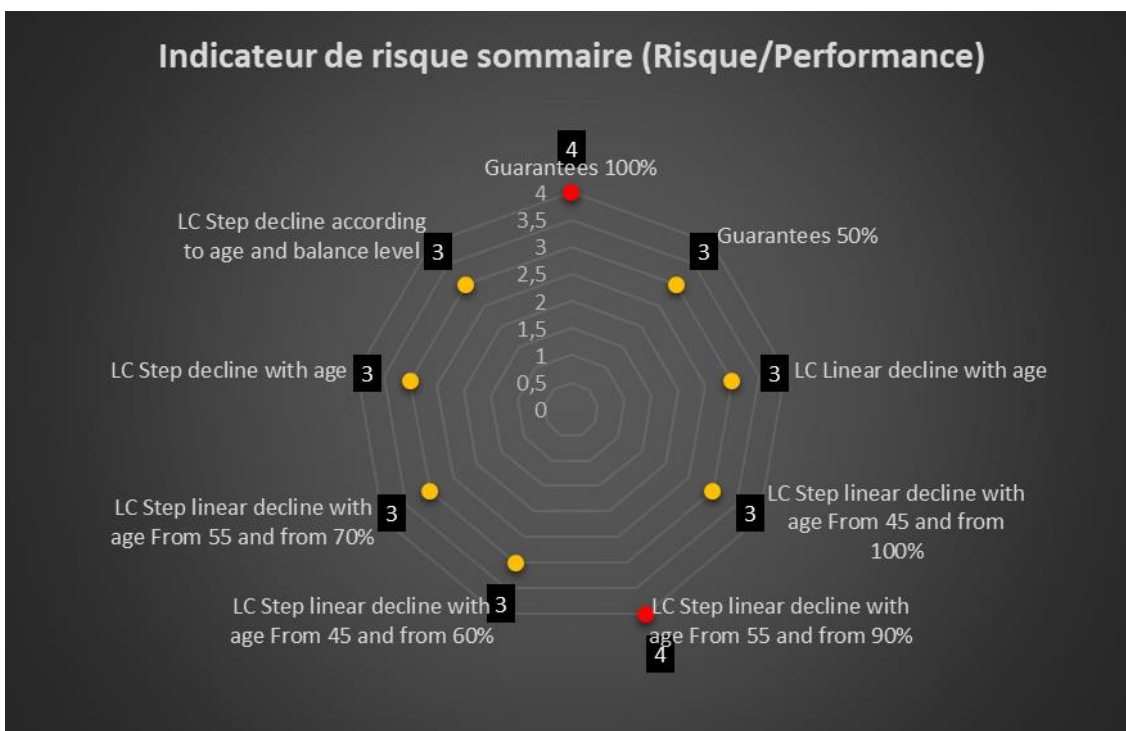 Indicateur de risque sommaire (Risque/Performance)
4
Guarantees 100%
4
3,5
3
2,5
2
1,5
1
0,5
0
3
Guarantees 50%
3
LC Linear decline with age
3
LC Step linear decline with
age From 45 and from
100%
LC Step linear decline with
age From 55 and from 90%
4
LC Step linear decline with
age From 45 and from 60%
3
LC Step linear decline with
age From 55 and from 70%
3
LC Step decline with age
3
LC Step decline according
to age and balance level
3